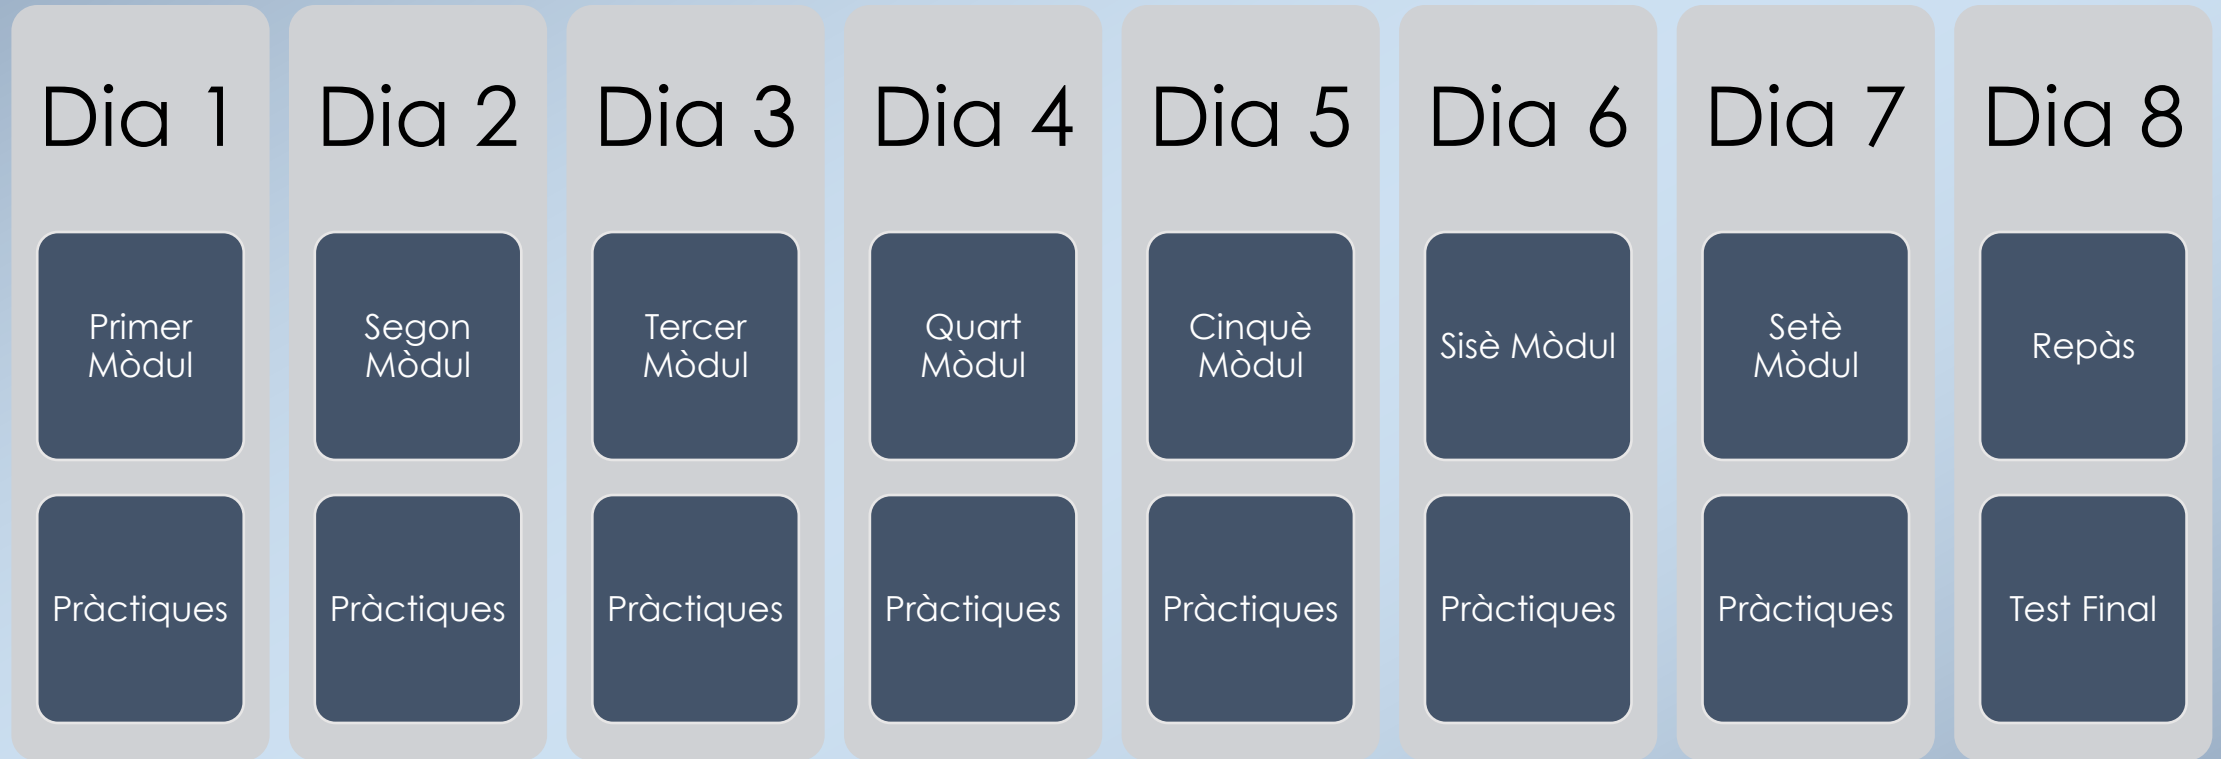 Dia 1
Primer
Mòdul
Pràctiques
Dia 2
Segon
Mòdul
Pràctiques
Dia 3
Tercer
Mòdul
Pràctiques
Dia 4
Quart
Mòdul
Pràctiques
Dia 5
Cinquè
Mòdul
Pràctiques
Dia 6
Sisè Mòdul
Pràctiques
Dia 7
Setè
Mòdul
Pràctiques
Dia 8
Repàs
Test Final